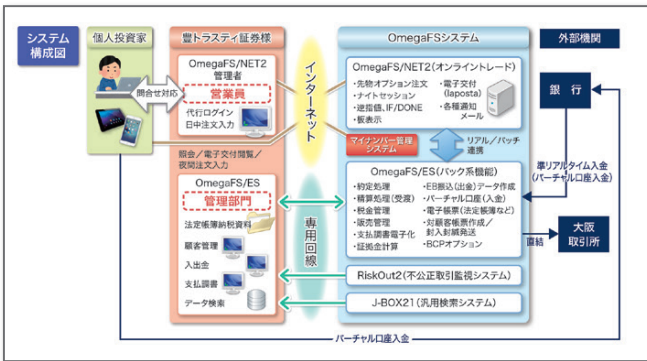 システム
構成図
個人投資家
問合せ対応
豊トラスティ証券様
OmegaFS/NET2
管理者
営業員
代行ログイン
日中注文入力
照会/電子交付閲覧/
夜間注文入力
OmegaFS/ES
管理部門
法定帳簿納税資料
顧客管理
入出金
支払調書
データ検索
インターネット
専用回線
OmegaFSシステム
OmegaFS/NET2(オンライントレード)
・先物オプション注文
・ナイトセッション
・逆指値、IF/DONE
・板表示
・電子交付
(iaposta)
・各種通知
メール
マイナンバー管理
システム
リアル/バッチ
連携
OmegaFS/ES(バック系機能)
・約定処理
・精算処理(受渡)
・税金管理
・販売管理
・支払調書電子化
・証拠金計算
・EB振込(出金)データ作成
・バーチャル口座(入金)
・電子帳票(法定帳簿など)
・対顧客帳票作成/
封入封緘発送
・BCPオプション
RiskOut2(不公正取引監視システム)
J-BOX21(汎用検索システム)
外部機関
銀行
準リアルタイム入金
(バーチャル口座入金)
大阪
取引所
直結
バーチャル口座入金